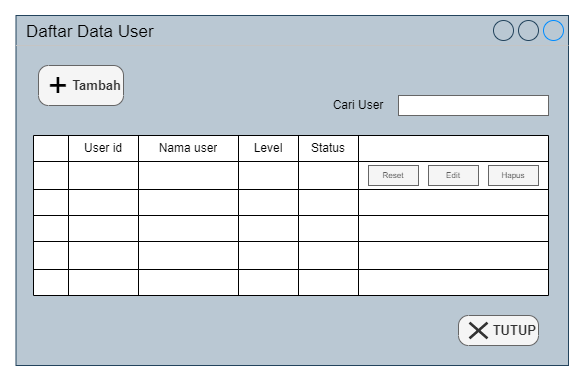 Daftar Data User
Tambah
Cari User
User id Nama user Level Status
Reset Edit Hapus
TUTUP